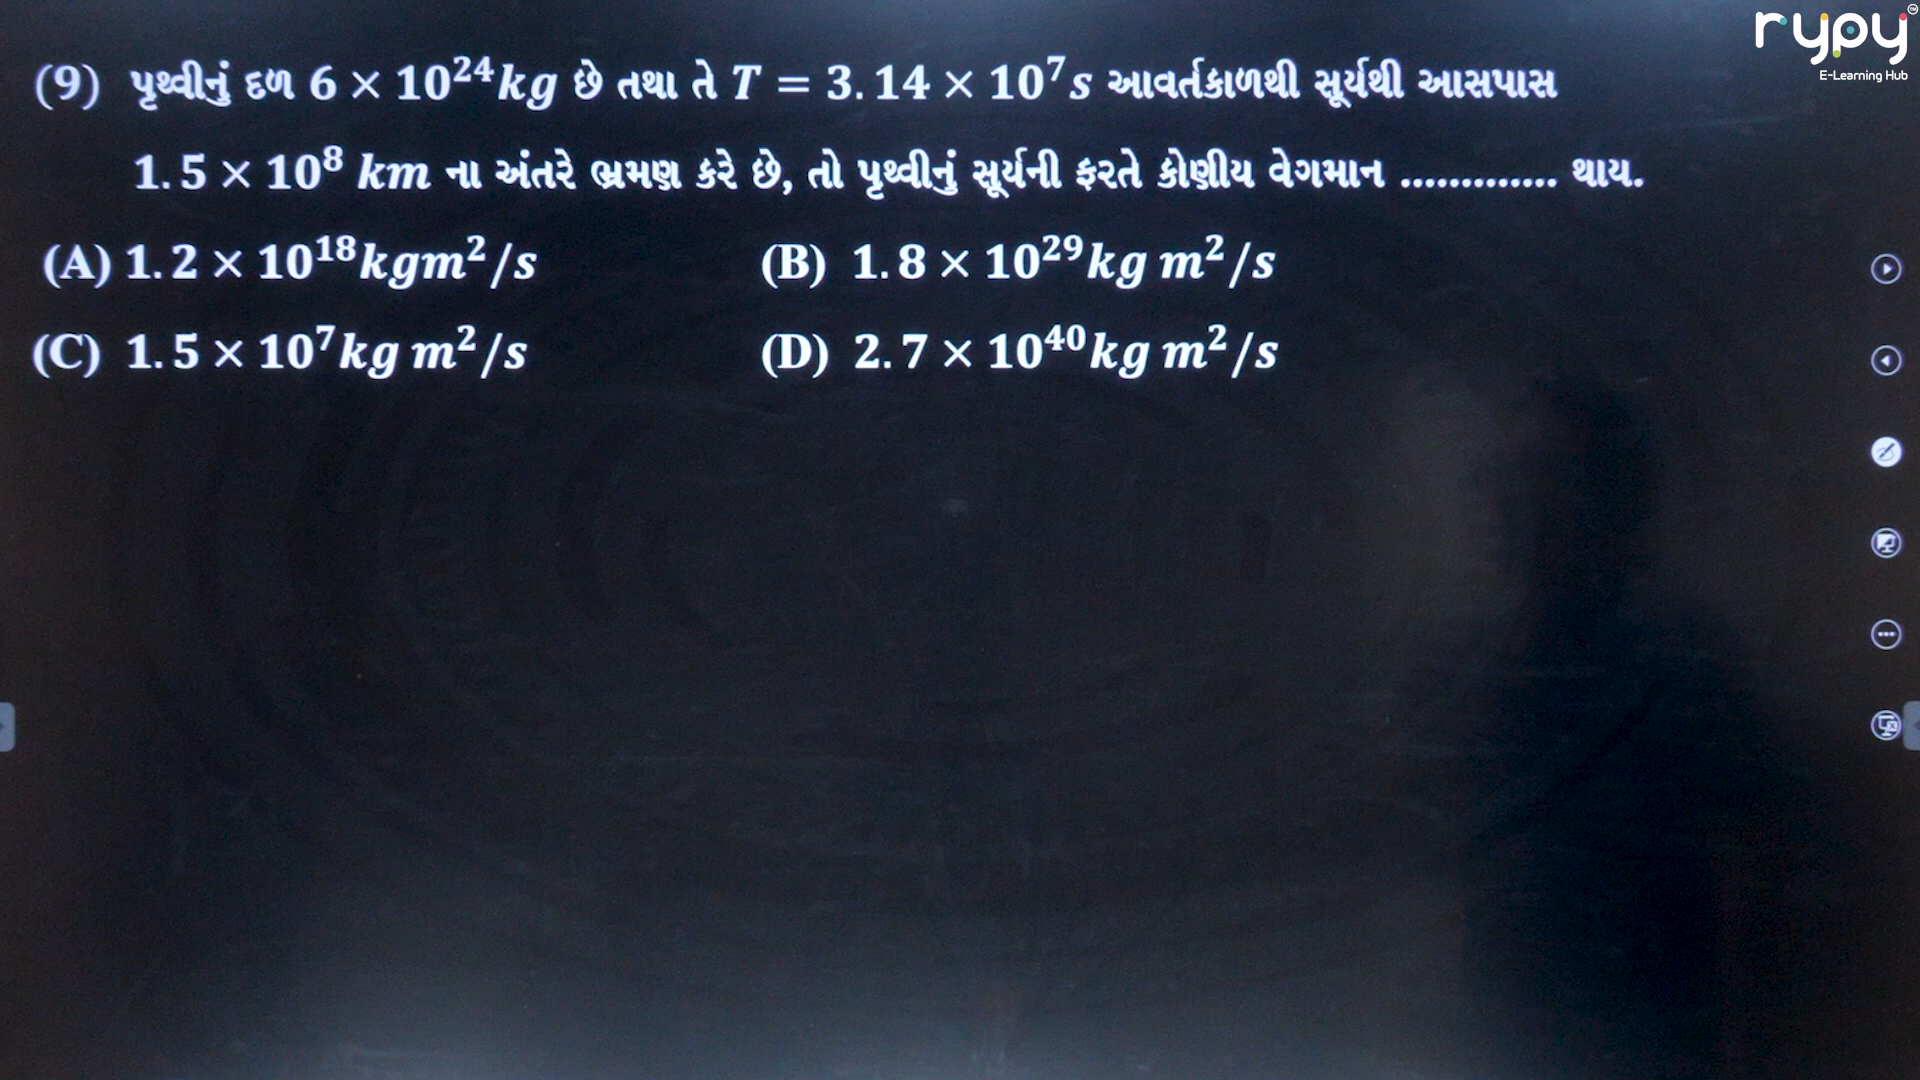 rypy™
E-Learning Hub
(9) પૃથ્વીનું દળ 6 × 10²⁴kg છે તથા તે T = 3.14 × 10⁷s આવર્તકાળથી સૂર્યથી આસપાસ
1.5 × 10⁸ km ના અંતરે ભ્રમણ કરે છે, તો પૃથ્વીનું સૂર્યની ફરતે કોણીય વેગમાન ............. થાય.
(A) 1.2 × 10¹⁸kgm²/s (B) 1.8 × 10²⁹kg m²/s
(C) 1.5 × 10⁷kg m²/s (D) 2.7 × 10⁴⁰kg m²/s